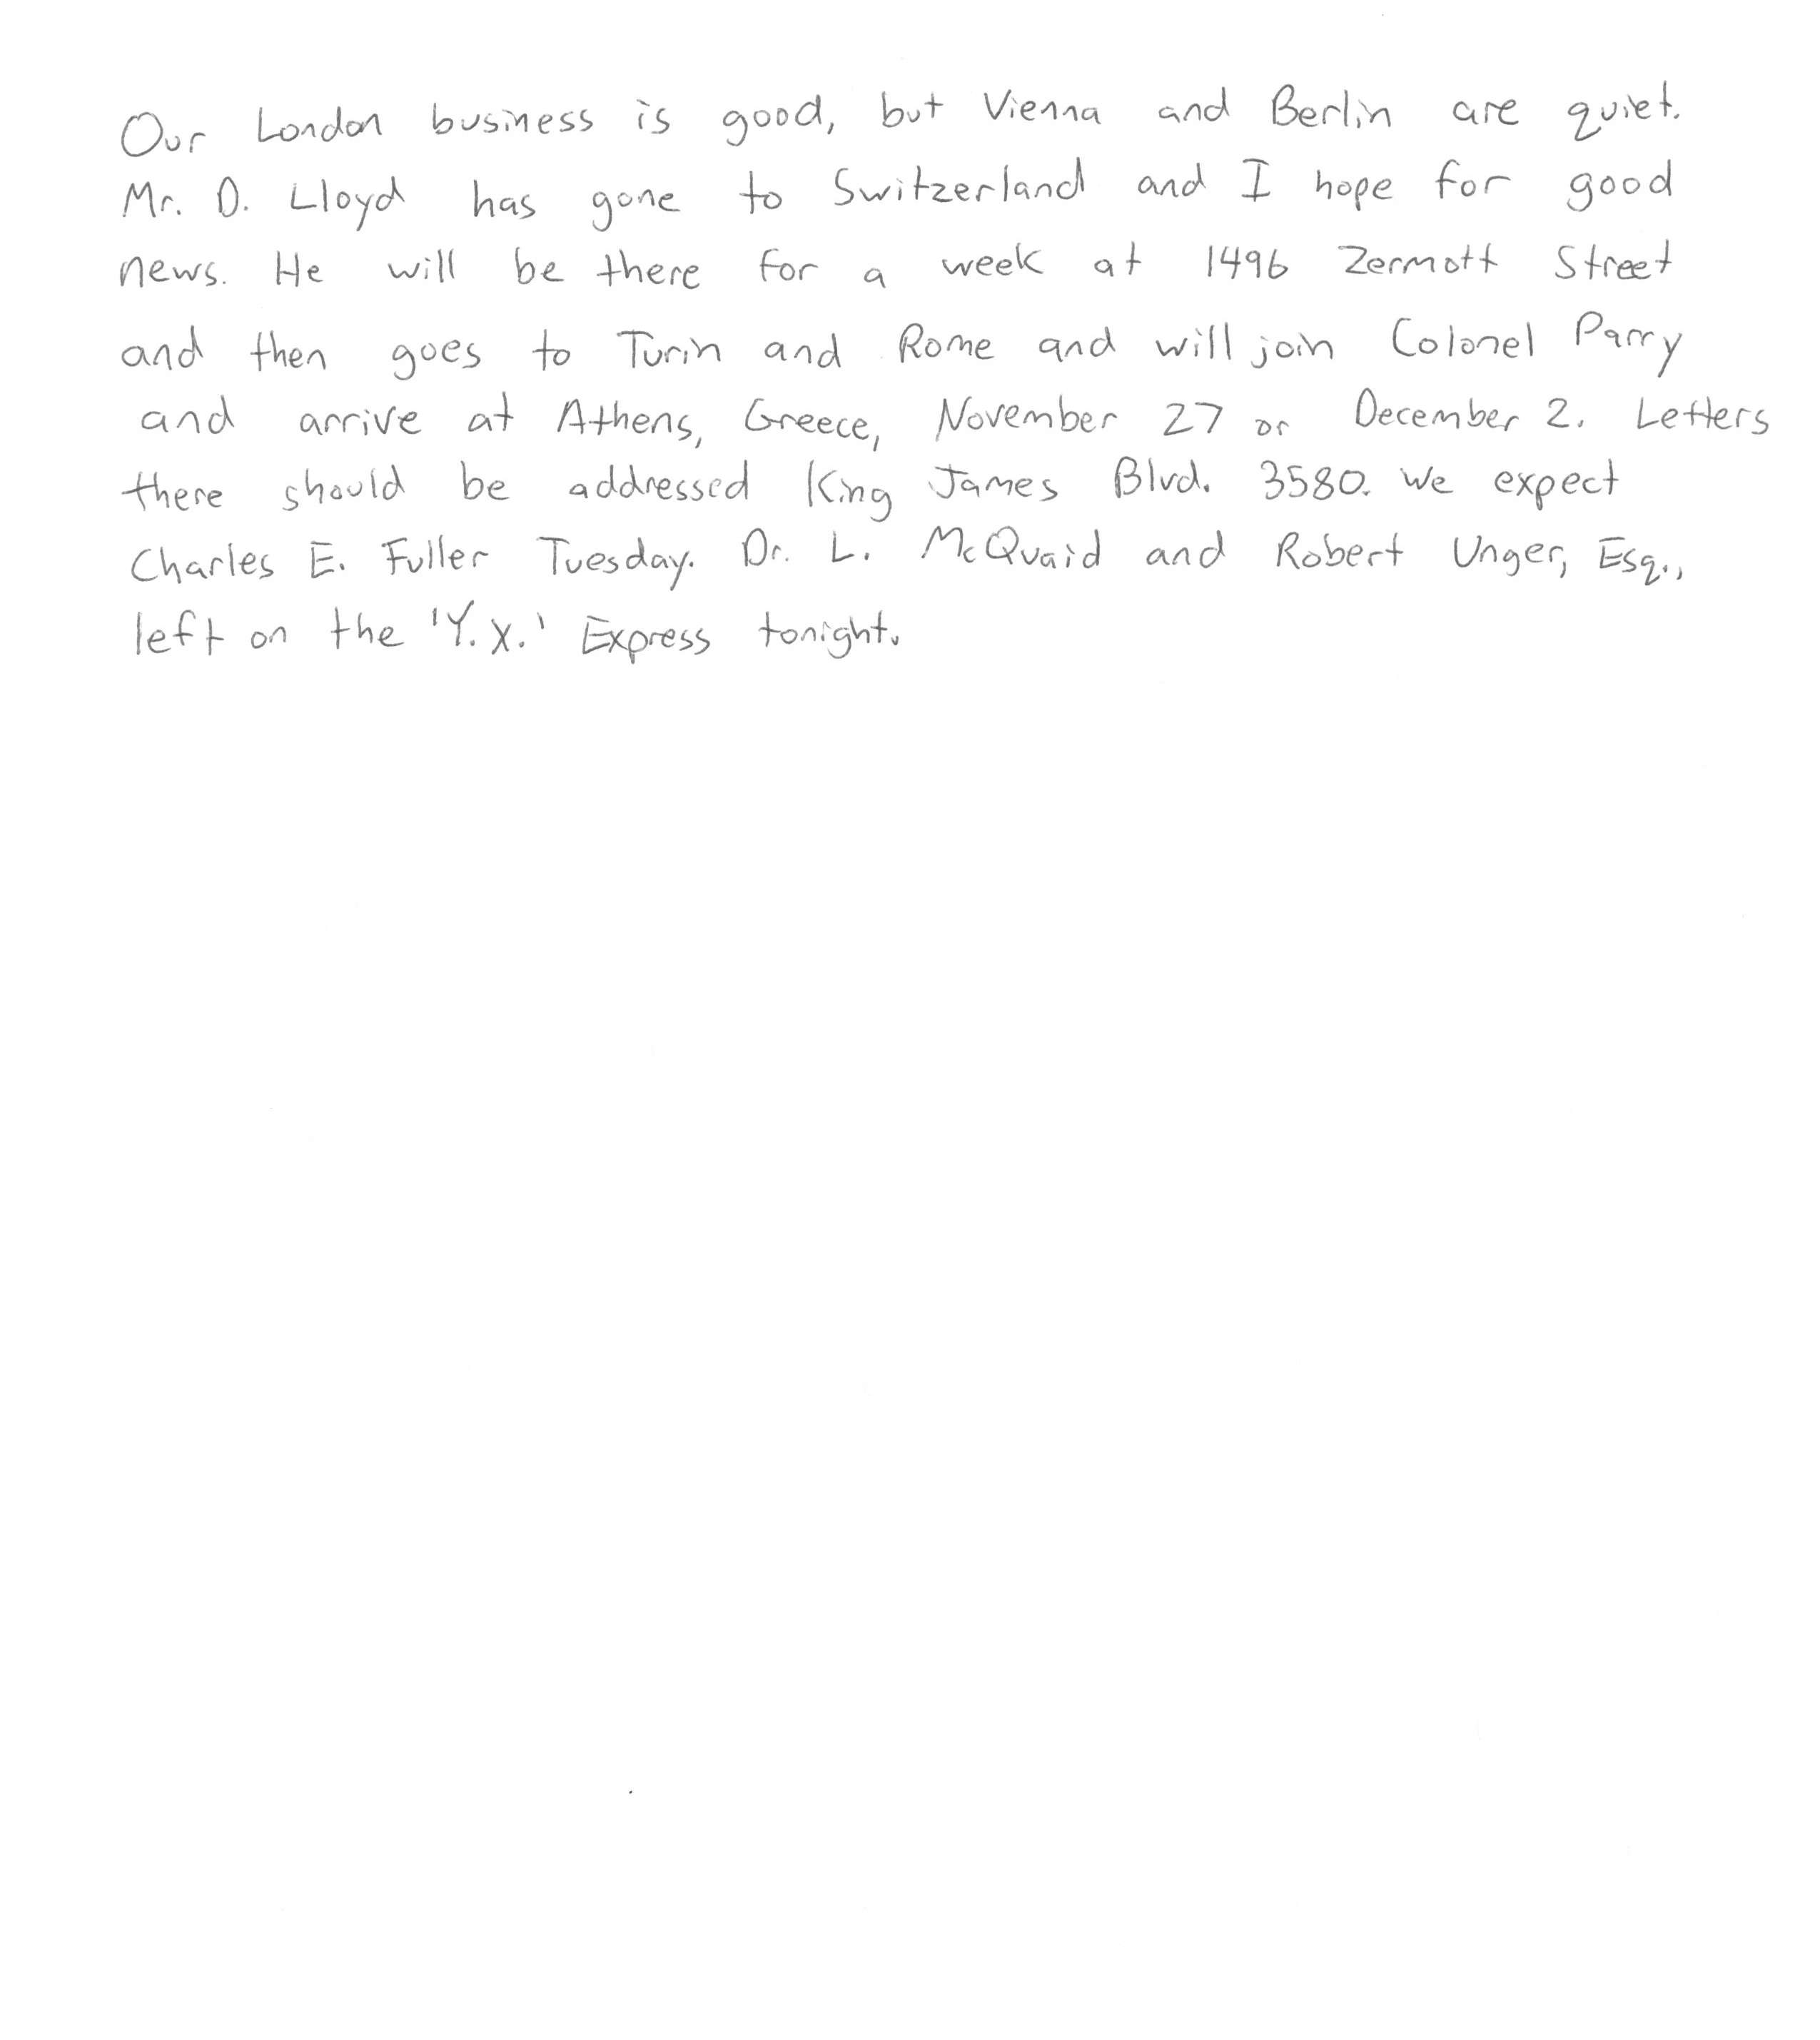 Our London business is good, but Vienna and Berlin are quiet.
Mr. D. Lloyd has gone to Switzerland and I hope for good
news. He will be there for a week at 1496 Zermott Street
and then goes to Turin and Rome and will join Colonel Parry
and arrive at Athens, Greece, November 27 or December 2. Letters
there should be addressed King James Blvd. 3580. We expect
Charles E. Fuller Tuesday. Dr. L. McQuaid and Robert Unger, Esq.,
left on the 'Y.X.' Express tonight.